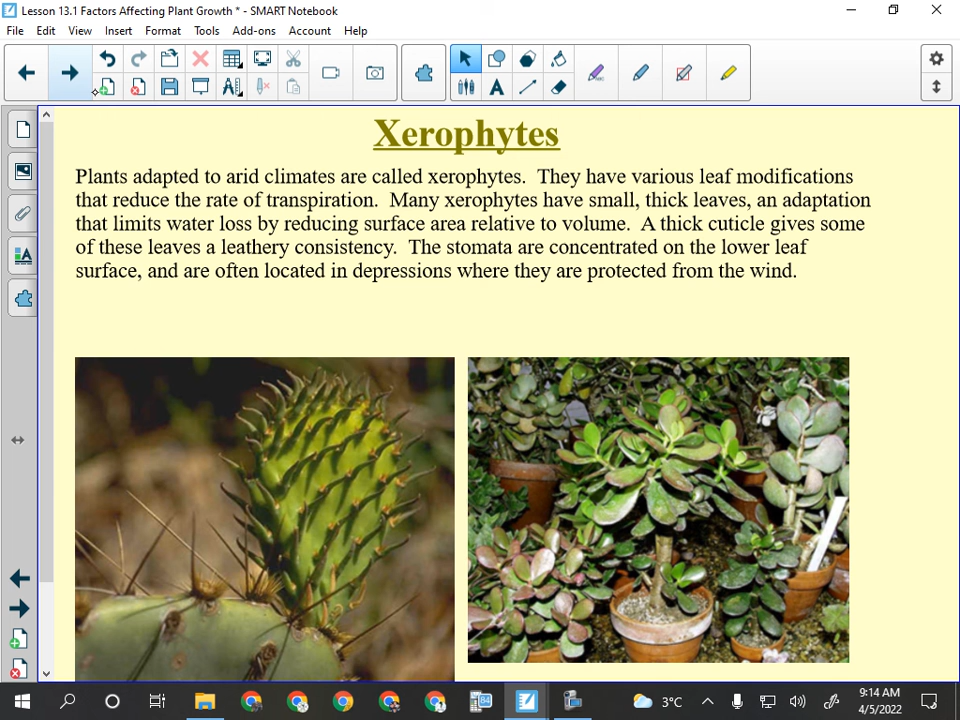 Lesson 13.1 Factors Affecting Plant Growth * - SMART Notebook
File Edit View Insert Format Tools Add-ons Account Help
Xerophytes
Plants adapted to arid climates are called xerophytes. They have various leaf modifications
that reduce the rate of transpiration. Many xerophytes have small, thick leaves, an adaptation
that limits water loss by reducing surface area relative to volume. A thick cuticle gives some
of these leaves a leathery consistency. The stomata are concentrated on the lower leaf
surface, and are often located in depressions where they are protected from the wind.
3°C
9:14 AM
4/5/2022